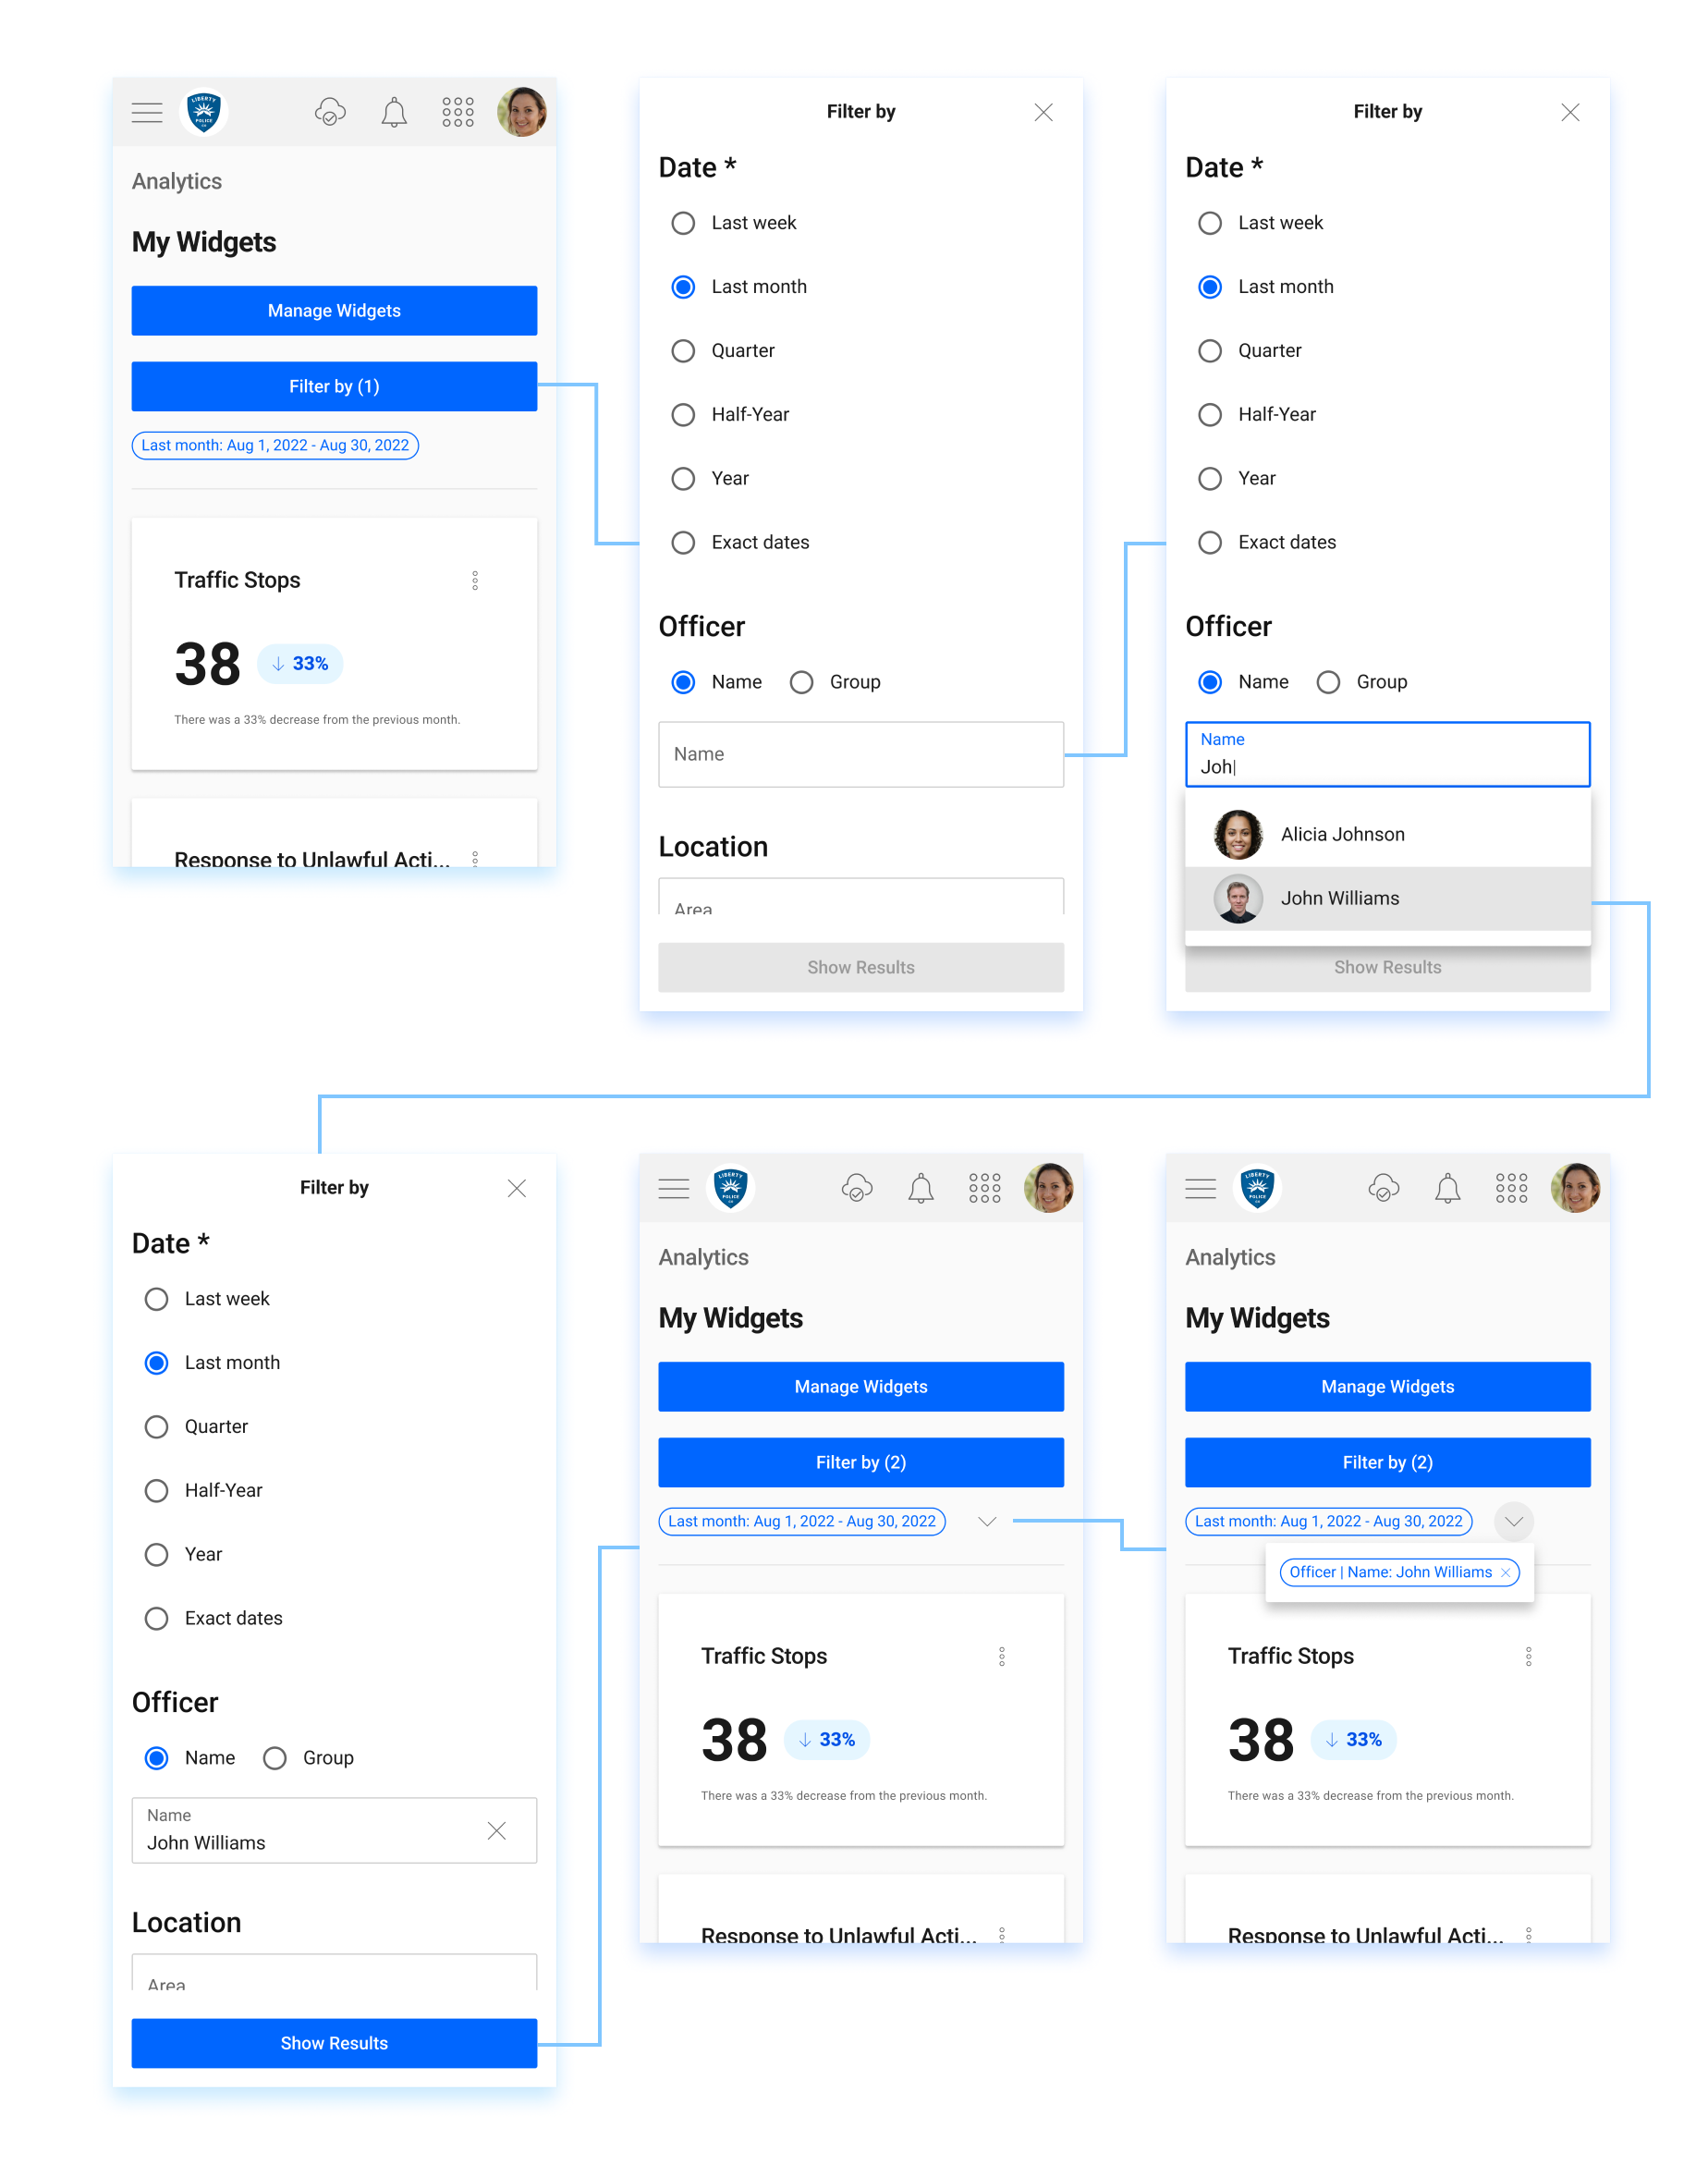 LIBERTY
POLICE
Analytics
My Widgets
Manage Widgets
Filter by (1)
Last month: Aug 1, 2022 - Aug 30, 2022
Traffic Stops
38 ↓ 33%
There was a 33% decrease from the previous month.
Response to Unlawful Acti...
Filter by
Date *
Last week
Last month
Quarter
Half-Year
Year
Exact dates
Officer
Name Group
Name
Location
Area
Show Results
Filter by
Date *
Last week
Last month
Quarter
Half-Year
Year
Exact dates
Officer
Name Group
Name
Joh
Alicia Johnson
John Williams
Show Results
Filter by
Date *
Last week
Last month
Quarter
Half-Year
Year
Exact dates
Officer
Name Group
Name
John Williams
Location
Area
Show Results
LIBERTY
POLICE
Analytics
My Widgets
Manage Widgets
Filter by (2)
Last month: Aug 1, 2022 - Aug 30, 2022
Traffic Stops
38 ↓ 33%
There was a 33% decrease from the previous month.
Response to Unlawful Acti...
LIBERTY
POLICE
Analytics
My Widgets
Manage Widgets
Filter by (2)
Last month: Aug 1, 2022 - Aug 30, 2022
Officer | Name: John Williams
Traffic Stops
38 ↓ 33%
There was a 33% decrease from the previous month.
Response to Unlawful Acti...